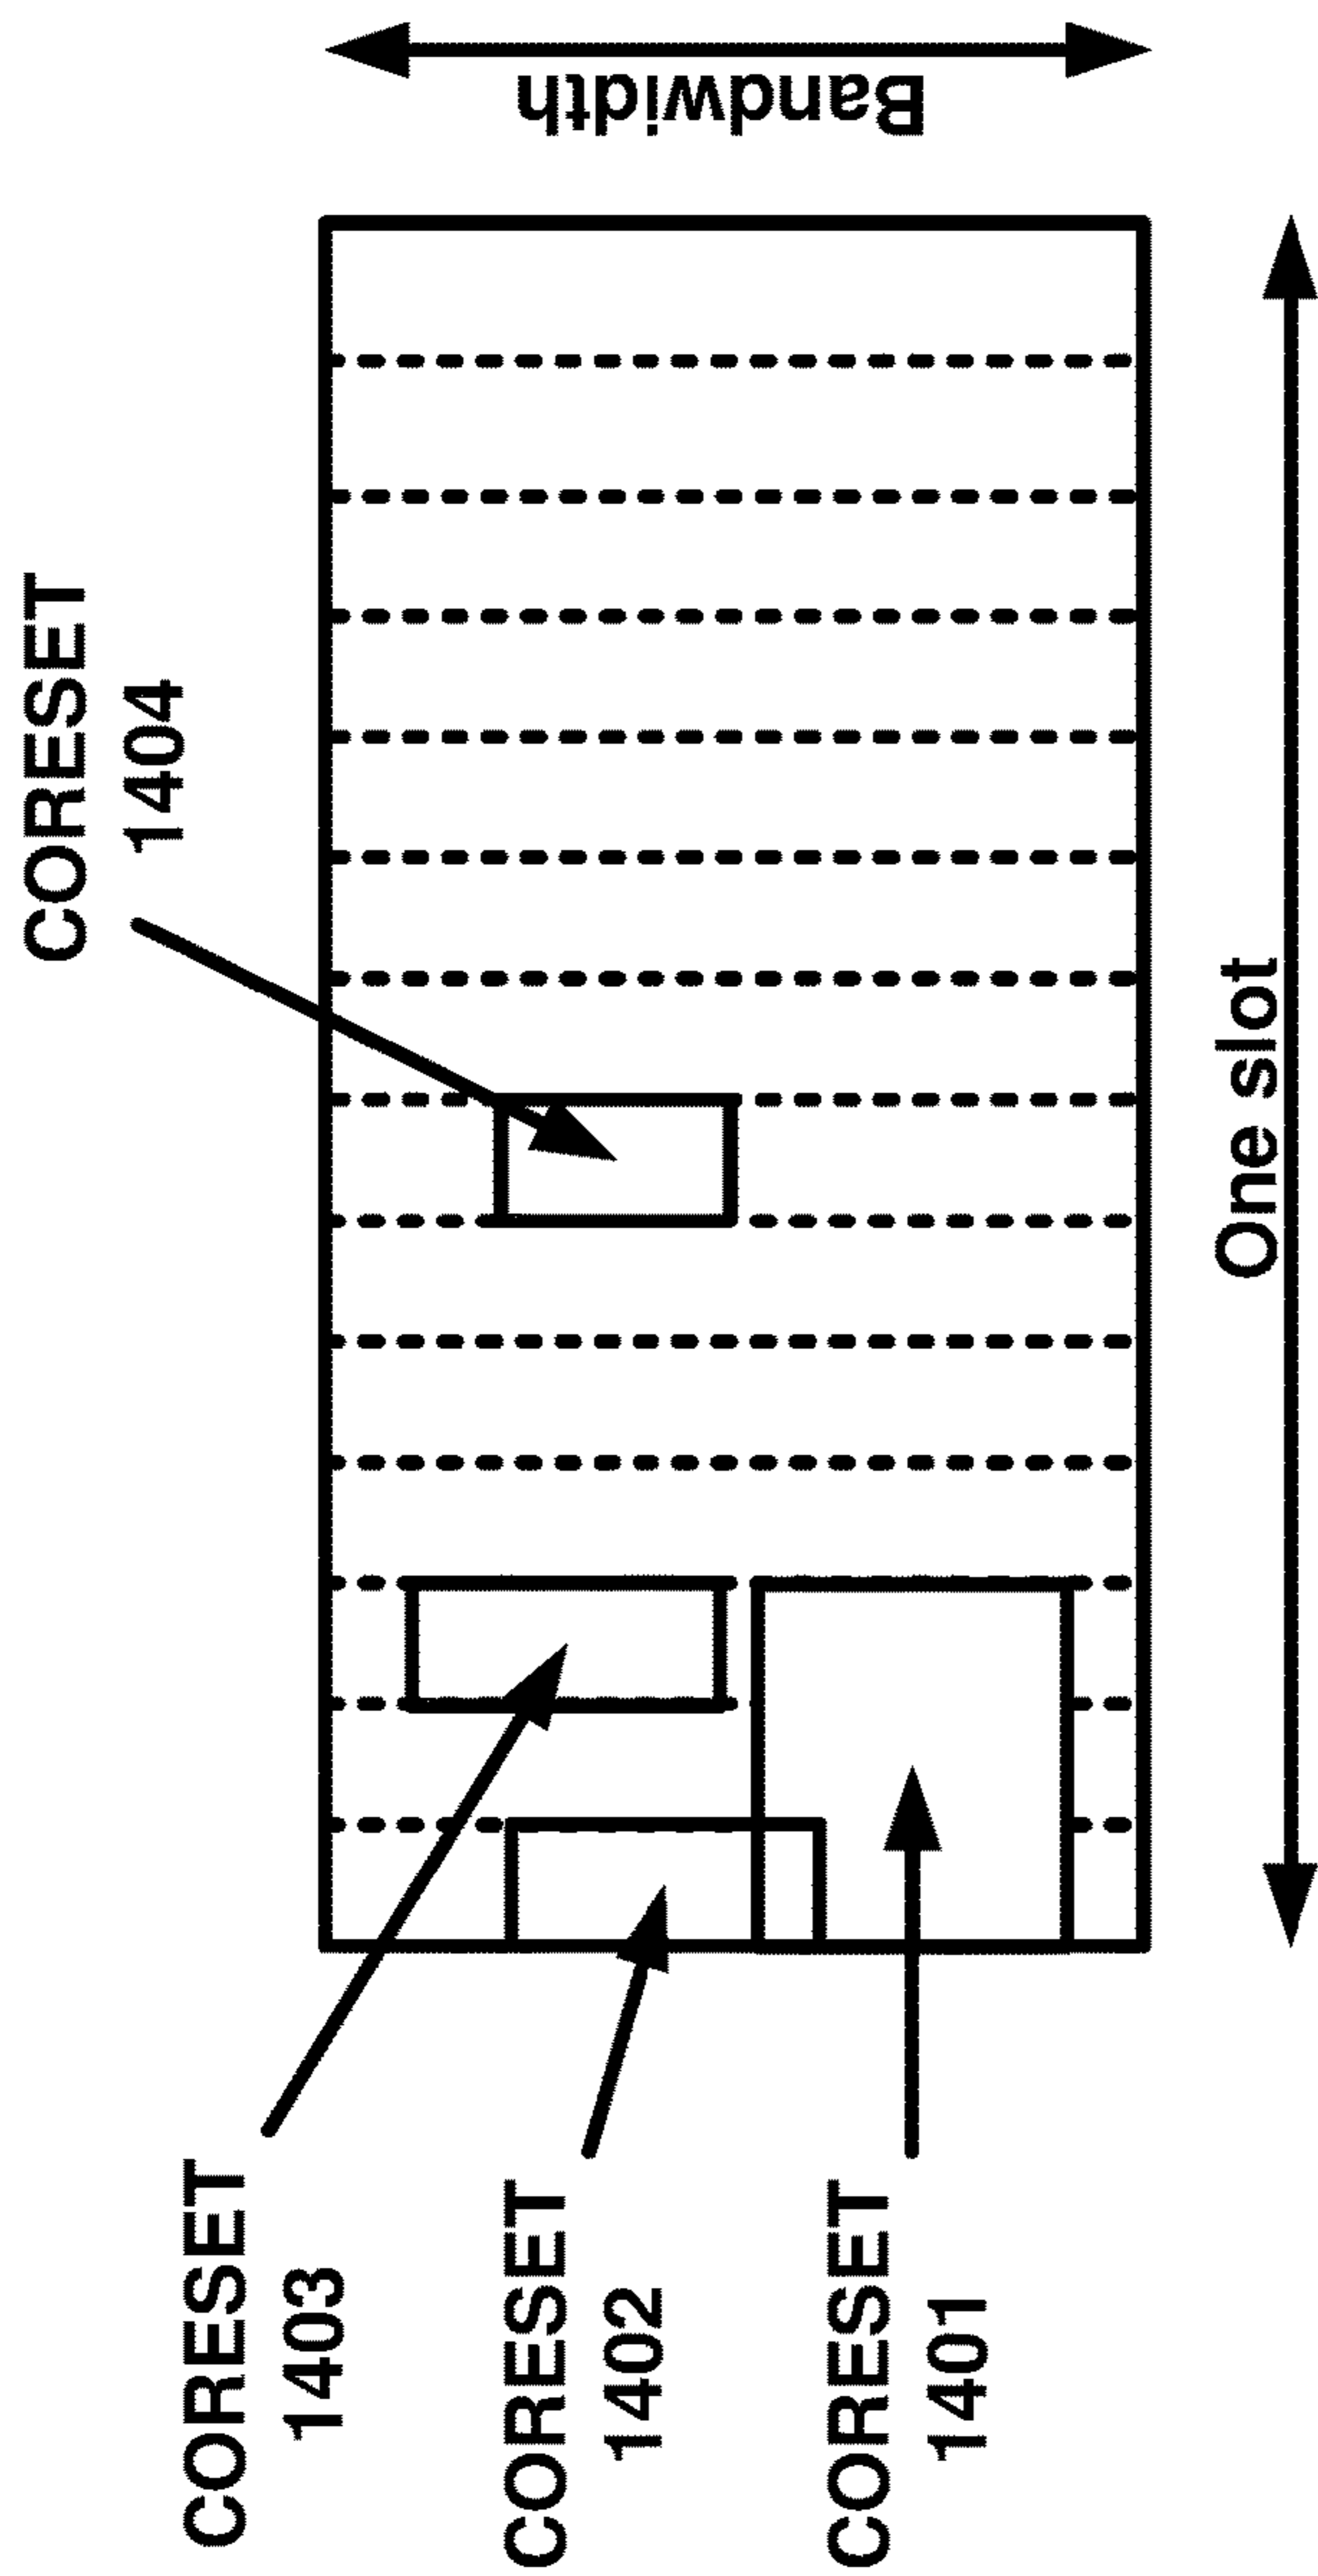 CORESET
1403
CORESET
1402
CORESET
1401
CORESET
1404
One slot
Bandwidth